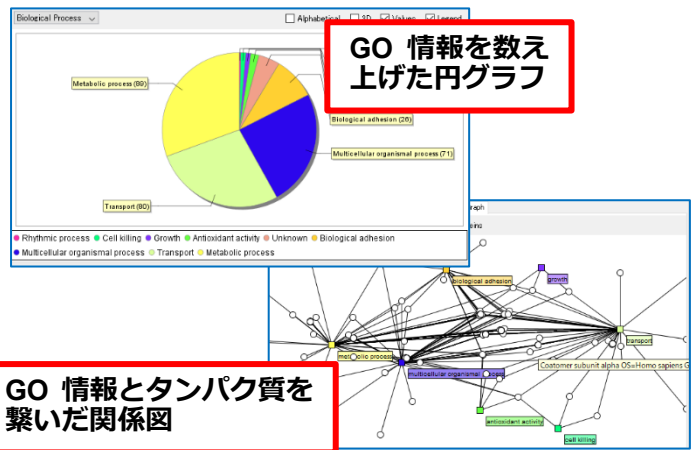 Biological Process
Alphabetical 3D Values Legend
GO 情報を数え
上げた円グラフ
Metabolic process (89)
Biological adhesion (26)
Multicellular organismal process (71)
Transport (80)
Rhythmic process Cell killing Growth Antioxidant activity Unknown Biological adhesion
Multicellular organismal process Transport Metabolic process
biological adhesion
growth
transport
metabolic process
Coatomer subunit alpha OS=Homo sapiens G
multicellular organismal process
antioxidant activity
cell killing
GO 情報とタンパク質を
繋いだ関係図